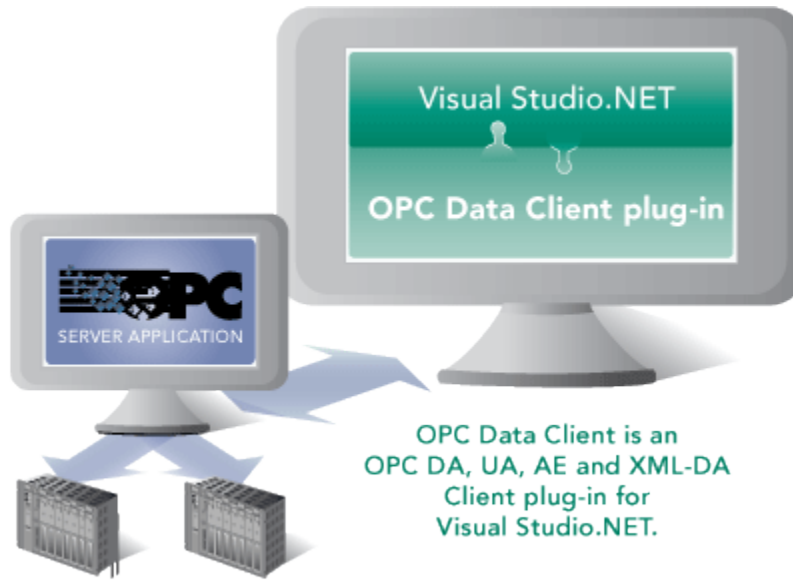 Visual Studio.NET
OPC Data Client plug-in
OPC
SERVER APPLICATION
OPC Data Client is an
OPC DA, UA, AE and XML-DA
Client plug-in for
Visual Studio.NET.